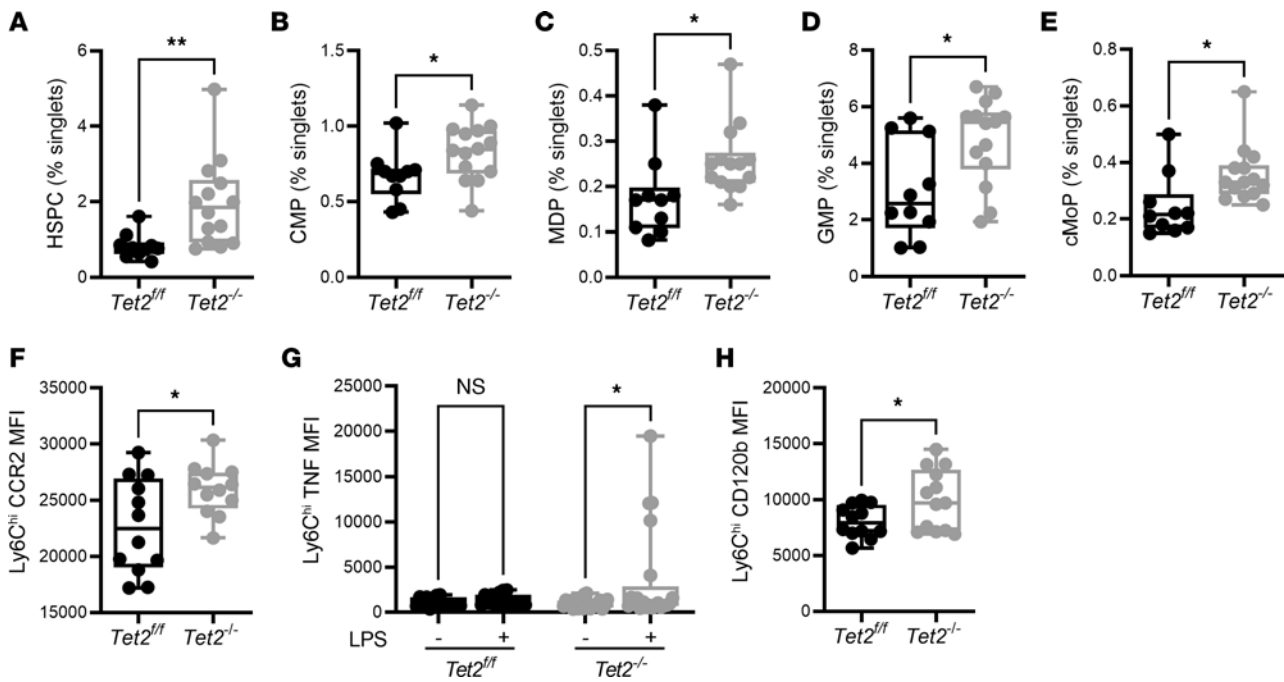 A
HSPC (% singlets)
6
4
2
0
**
Tet2f/f
Tet2-/-
B
CMP (% singlets)
1.5
1.0
0.5
0.0
*
Tet2f/f
Tet2-/-
C
MDP (% singlets)
0.5
0.4
0.3
0.2
0.1
0.0
*
Tet2f/f
Tet2-/-
D
GMP (% singlets)
8
6
4
2
0
*
Tet2f/f
Tet2-/-
E
cMoP (% singlets)
0.8
0.6
0.4
0.2
0.0
*
Tet2f/f
Tet2-/-
F
Ly6Chi CCR2 MFI
35000
30000
25000
20000
15000
*
Tet2f/f
Tet2-/-
G
Ly6Chi TNF MFI
25000
20000
15000
10000
5000
0
NS
*
LPS - + - +
Tet2f/f
Tet2-/-
H
Ly6Chi CD120b MFI
20000
15000
10000
5000
0
*
Tet2f/f
Tet2-/-